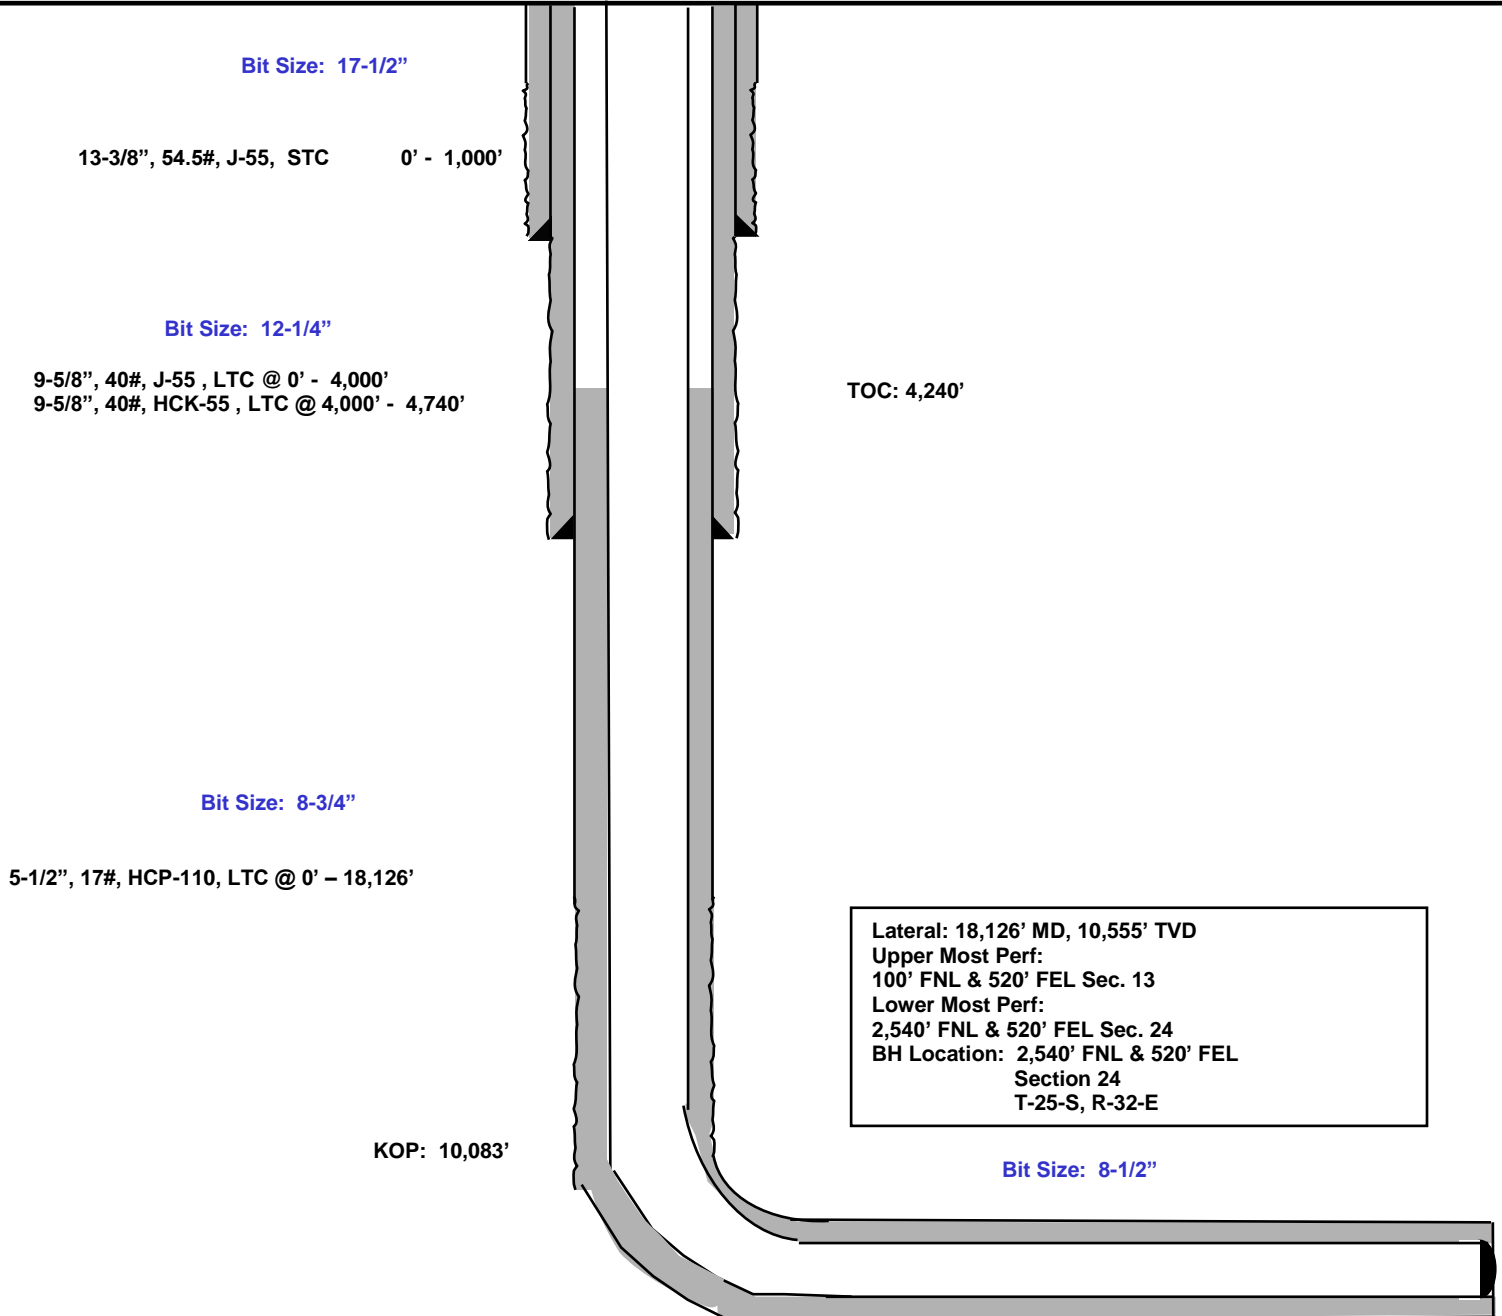 Bit Size:  17-1/2”
13-3/8”, 54.5#, J-55,  STC 0’ -  1,000’
Bit Size:  12-1/4”
9-5/8”, 40#, J-55 , LTC @ 0’ -  4,000’
9-5/8”, 40#, HCK-55 , LTC @ 4,000’ -  4,740’
TOC: 4,240’
Bit Size:  8-3/4”
5-1/2”, 17#, HCP-110, LTC @ 0’ – 18,126’
Lateral: 18,126’ MD, 10,555’ TVD
Upper Most Perf:
100’ FNL & 520’ FEL Sec. 13
Lower Most Perf:
2,540’ FNL & 520’ FEL Sec. 24
BH Location:  2,540’ FNL & 520’ FEL
Section 24
T-25-S, R-32-E
KOP:  10,083’
Bit Size:  8-1/2”